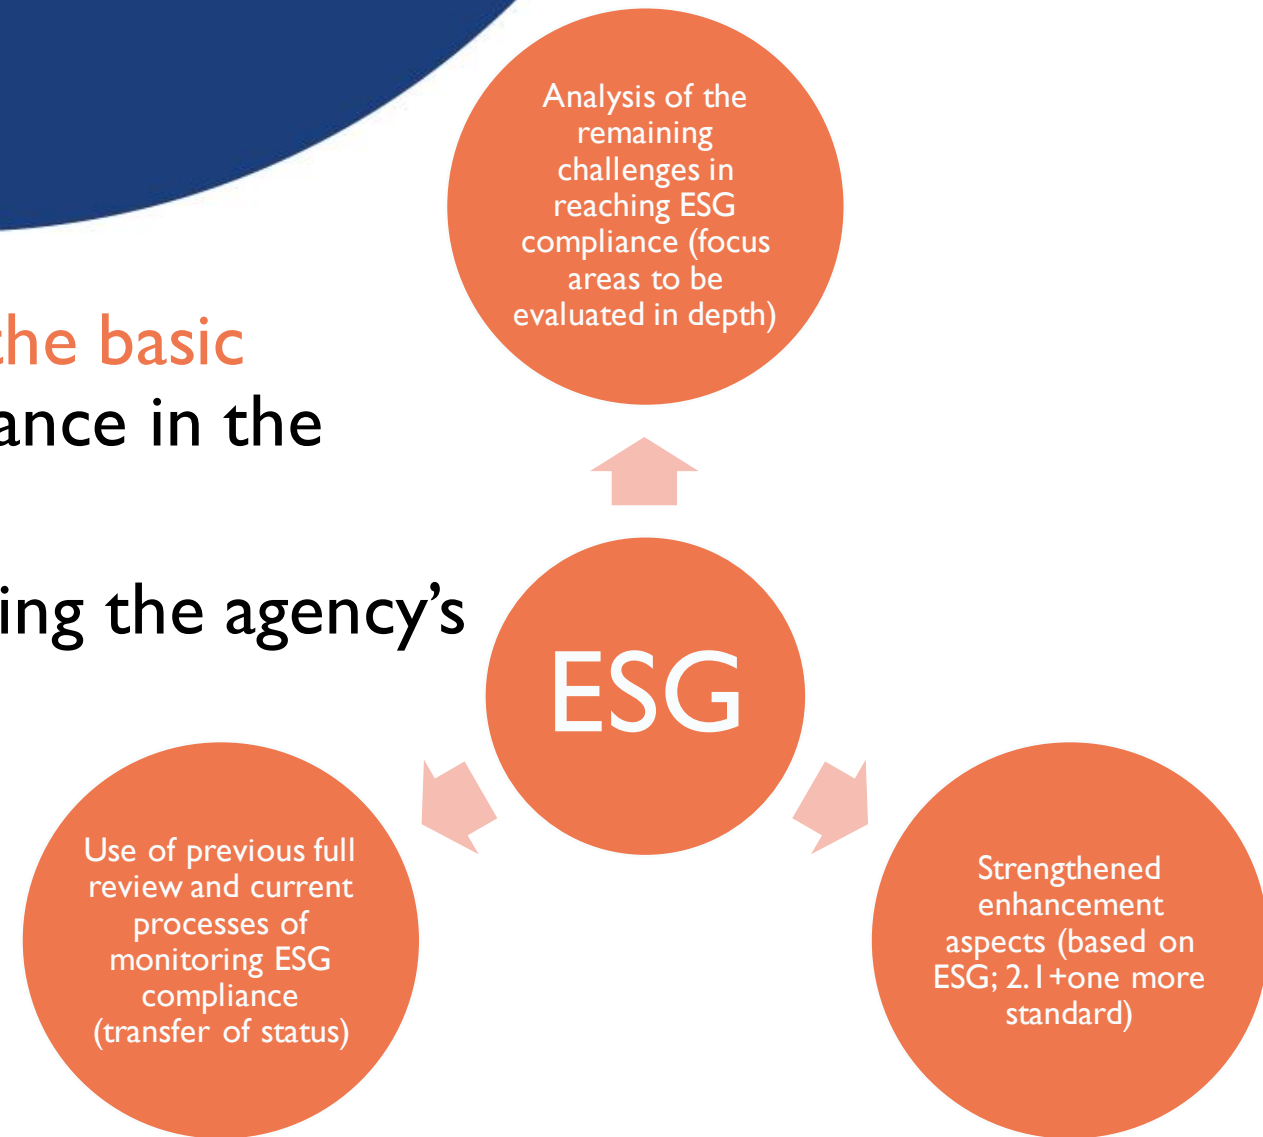 Analysis of the
remaining
challenges in
reaching ESG
compliance (focus
areas to be
evaluated in depth)
the basic
ance in the
ing the agency's
ESG
Use of previous full
review and current
processes of
monitoring ESG
compliance
(transfer of status)
Strengthened
enhancement
aspects (based on
ESG; 2.1+one more
standard)